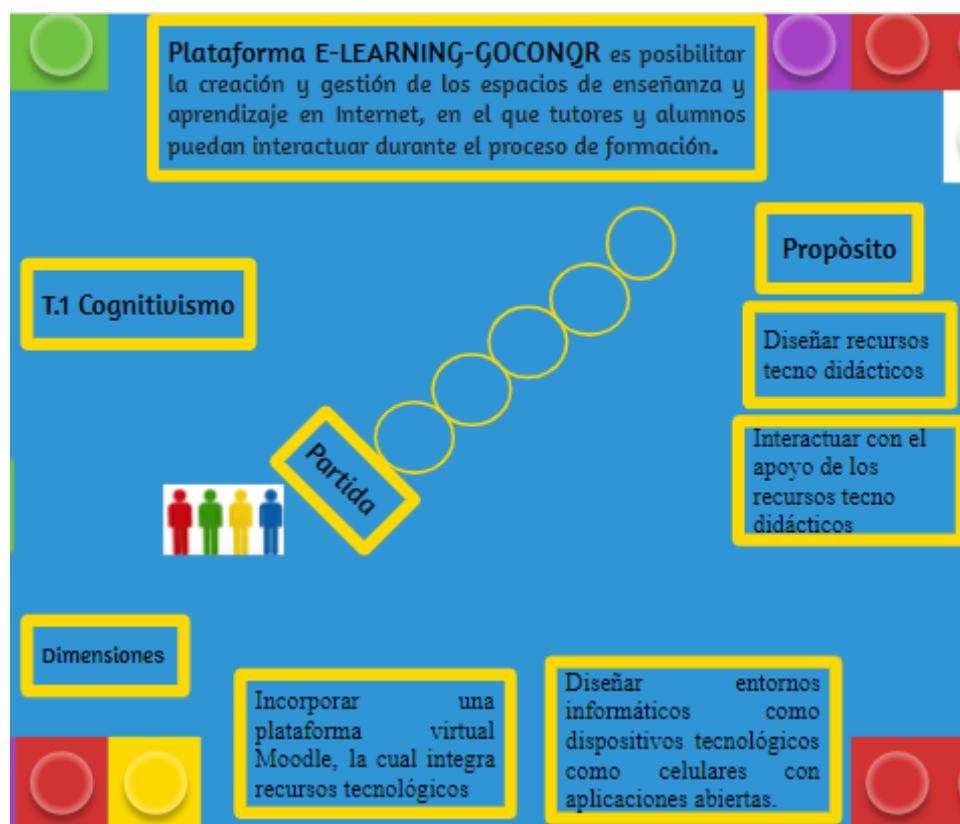 Plataforma E-LEARNING-GOCONQR es posibilitar
la creación y gestión de los espacios de enseñanza y
aprendizaje en Internet, en el que tutores y alumnos
puedan interactuar durante el proceso de formación.
Propòsito
T.1 Cognitivismo
Diseñar recursos
tecno didácticos
Interactuar con el
apoyo de los
recursos tecno
didácticos
Partida
Dimensiones
Incorporar una
plataforma virtual
Moodle, la cual integra
recursos tecnológicos
Diseñar entornos
informáticos como
dispositivos tecnológicos
como celulares con
aplicaciones abiertas.